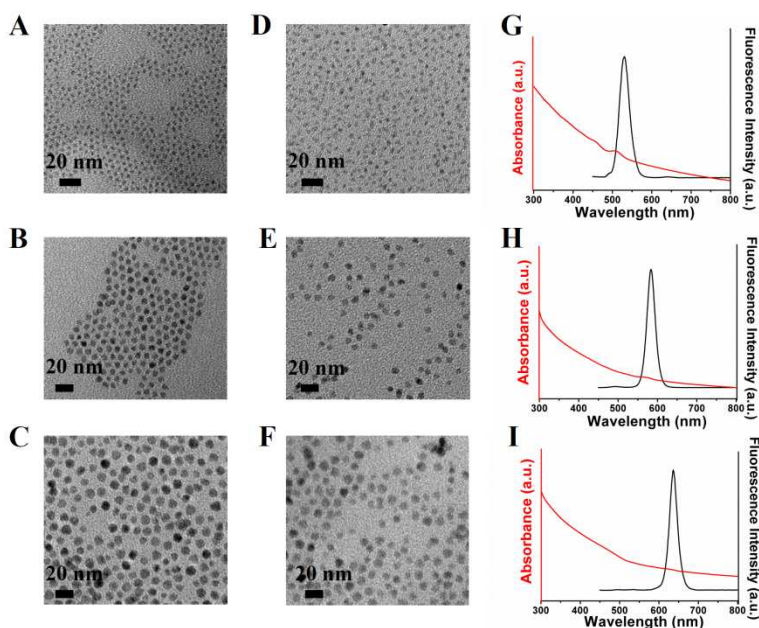 A
20 nm
D
20 nm
G
Absorbance (a.u.)
Fluorescence Intensity (a.u.)
300 400 500 600 700 800
Wavelength (nm)
B
20 nm
E
20 nm
H
Absorbance (a.u.)
Fluorescence Intensity (a.u.)
300 400 500 600 700 800
Wavelength (nm)
C
20 nm
F
20 nm
I
Absorbance (a.u.)
Fluorescence Intensity (a.u.)
300 400 500 600 700 800
Wavelength (nm)